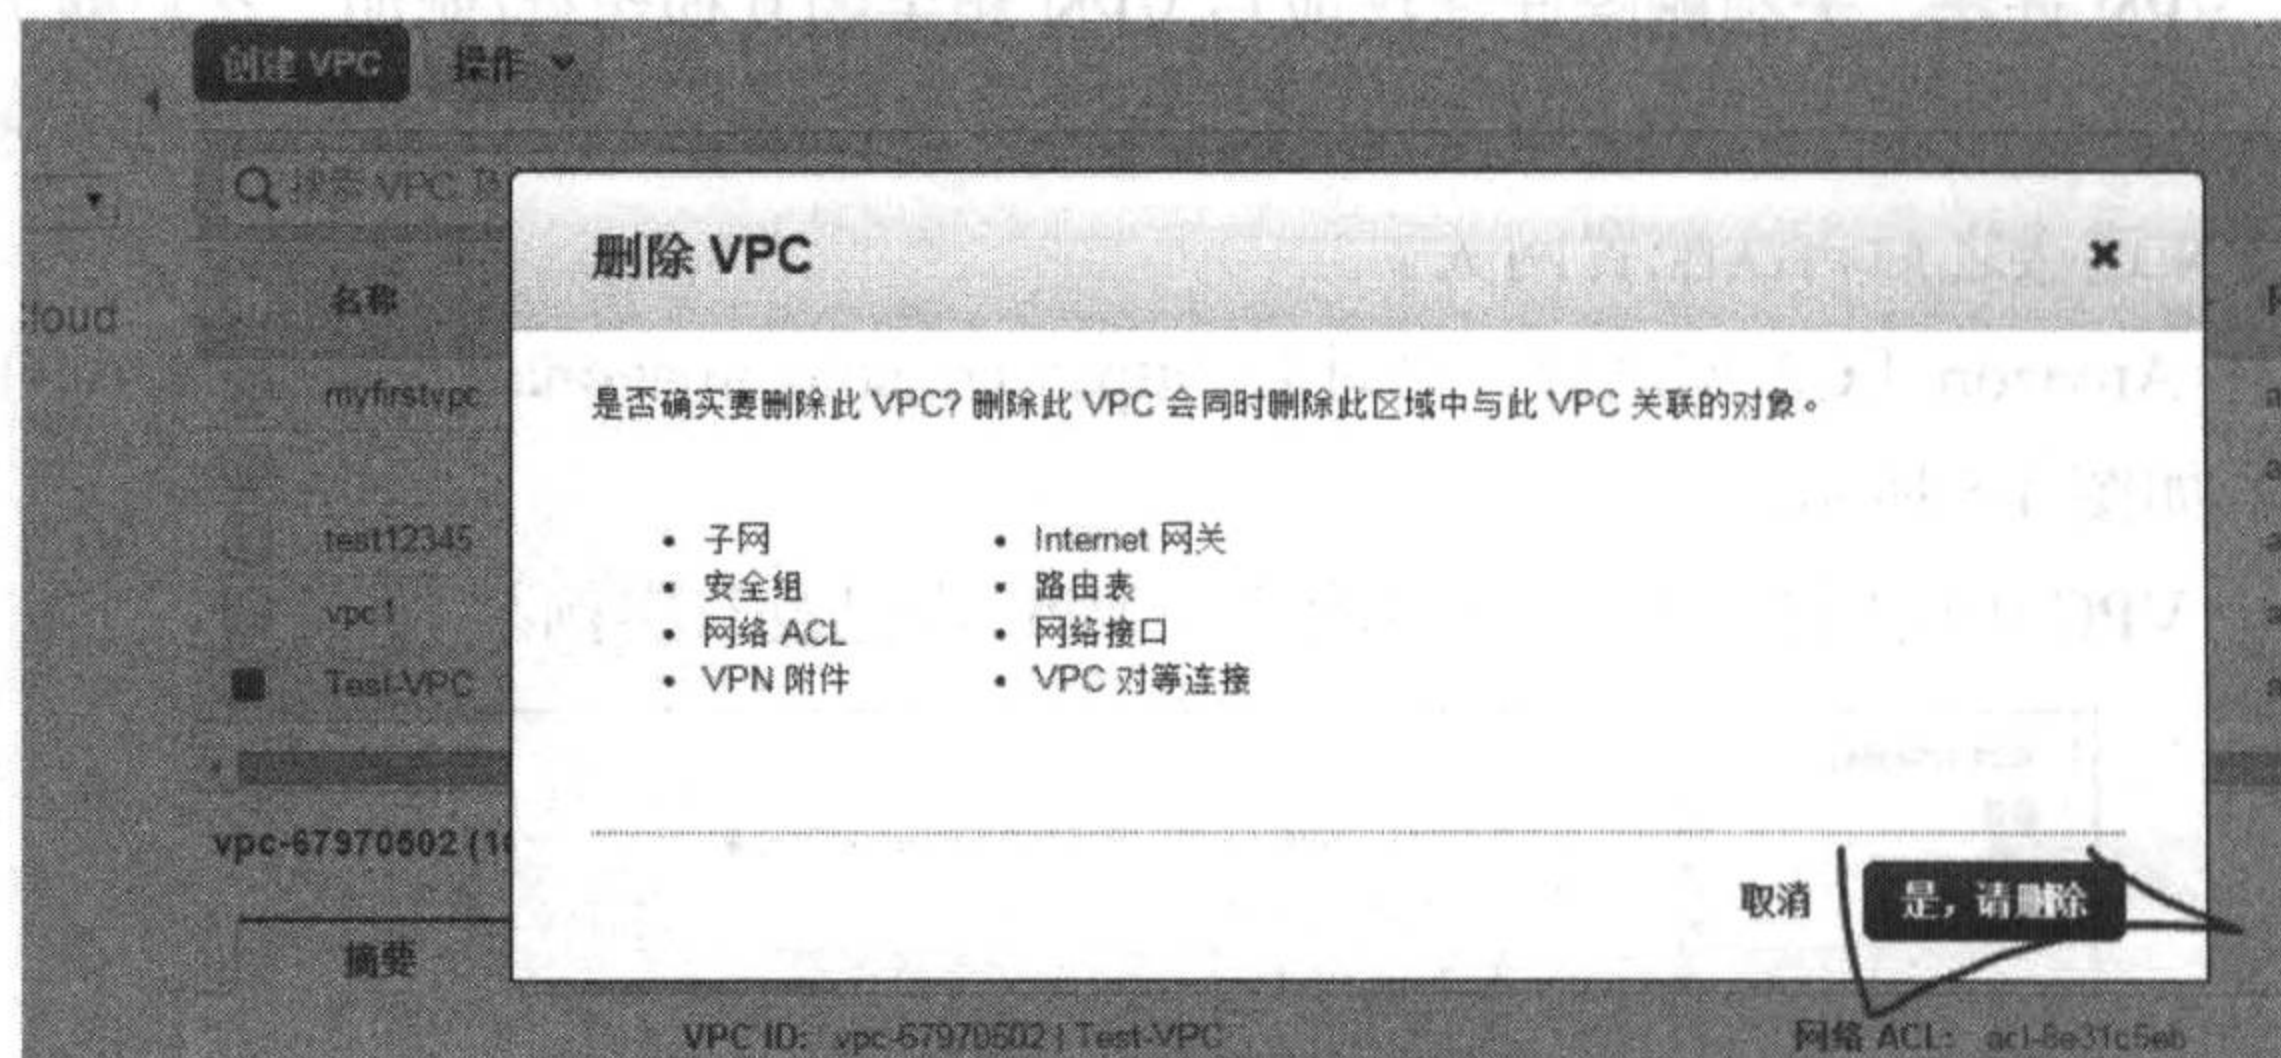 创建 VPC 操作
搜索 VPC 及
删除 VPC
名称
loud
myfirstvpc
是否确实要删除此 VPC? 删除此 VPC 会同时删除此区域中与此 VPC 关联的对象。
test12345
vpc1
Test-VPC
• 子网
• 安全组
• 网络 ACL
• VPN 附件
• Internet 网关
• 路由表
• 网络接口
• VPC 对等连接
取消 是，请删除
摘要
VPC ID: | Test-VPC
网络 ACL: